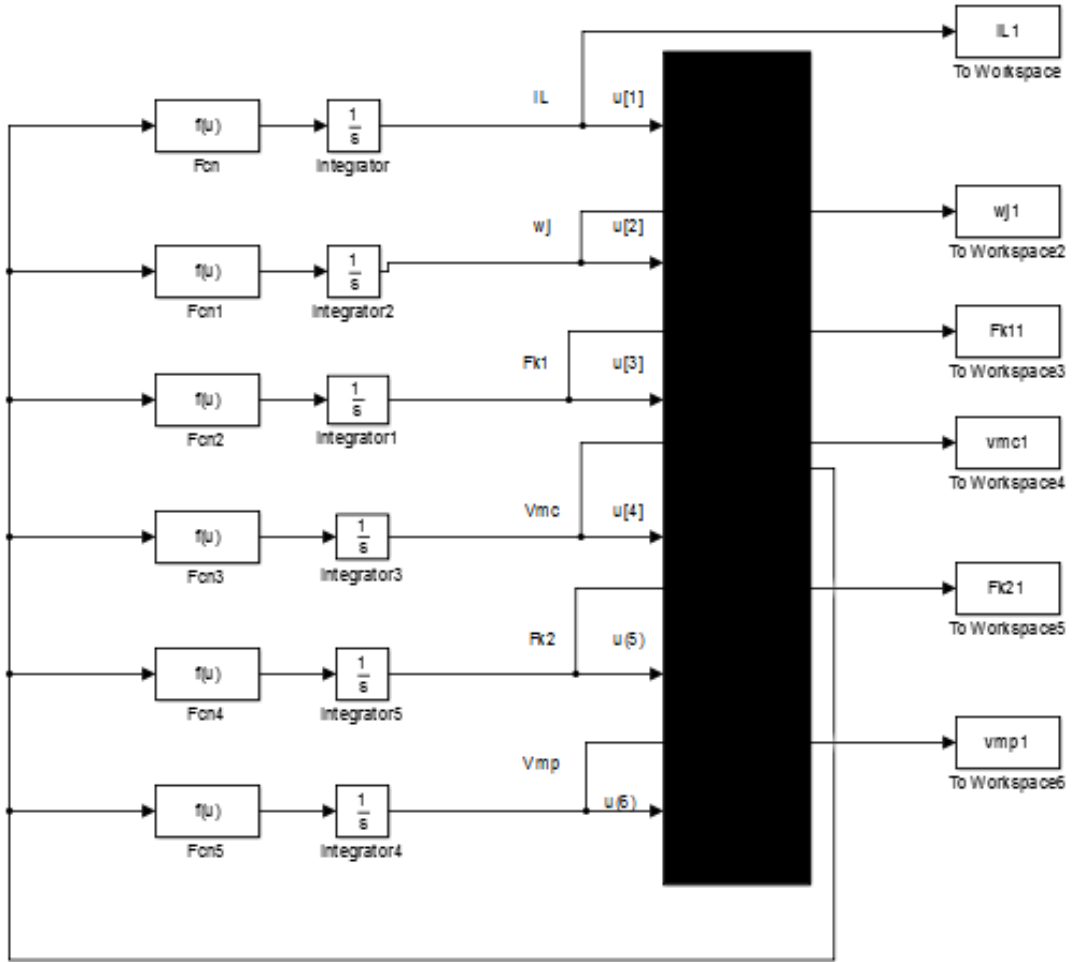 IL1
To Workspace
IL
u[1]
f(u)
1
s
Fcn
Integrator
wJ
u[2]
wJ1
To Workspace2
f(u)
1
s
Fcn1
Integrator2
Fk11
To Workspace3
Fk1
u[3]
f(u)
1
s
Fcn2
Integrator1
vmc1
To Workspace4
Vmc
u[4]
f(u)
1
s
Fcn3
Integrator3
Fk21
To Workspace5
Fk2
u(5)
f(u)
1
s
Fcn4
Integrator5
vmp1
To Workspace6
Vmp
u(6)
f(u)
1
s
Fcn5
Integrator4